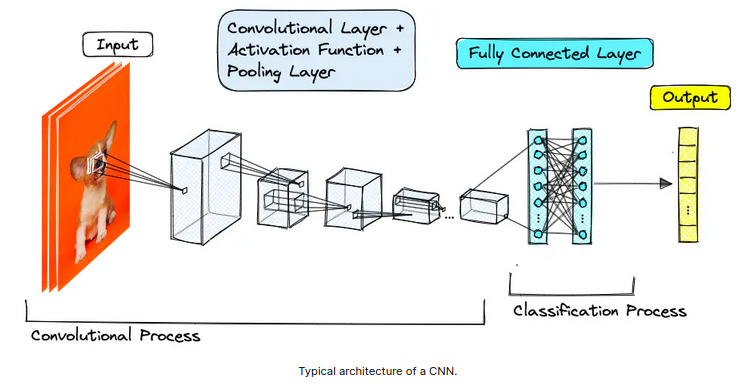 Input
Convolutional Layer +
Activation Function +
Pooling Layer
Fully Connected Layer
Output
...
Convolutional Process
Classification Process
Typical architecture of a CNN.